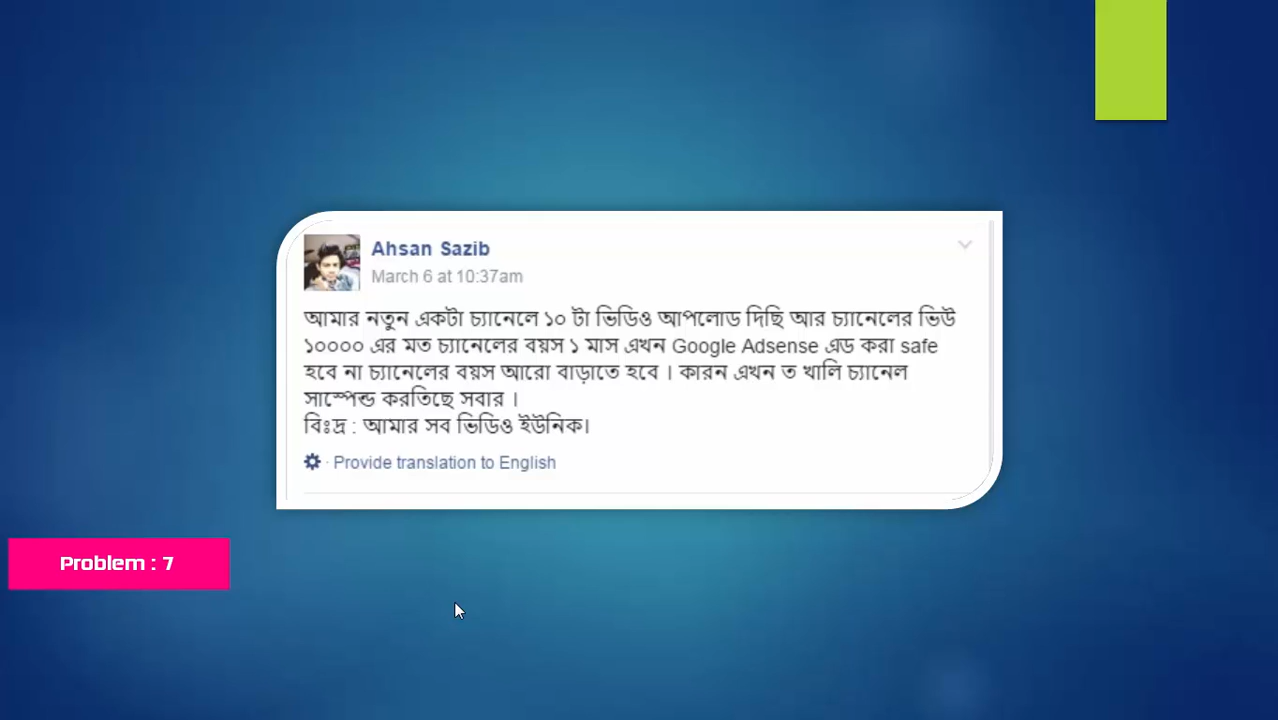 Ahsan Sazib
March 6 at 10:37am
আমার নতুন একটা চ্যানেলে ১০ টা ভিডিও আপলোড দিছি আর চ্যানেলের ভিউ
১০০০০ এর মত চ্যানেলের বয়স ১ মাস এখন Google Adsense এড করা safe
হবে না চ্যানেলের বয়স আরো বাড়াতে হবে । কারন এখন ত খালি চ্যানেল
সাস্পেন্ড করতিছে সবার ।
বিঃদ্র : আমার সব ভিডিও ইউনিক।
· Provide translation to English
Problem : 7